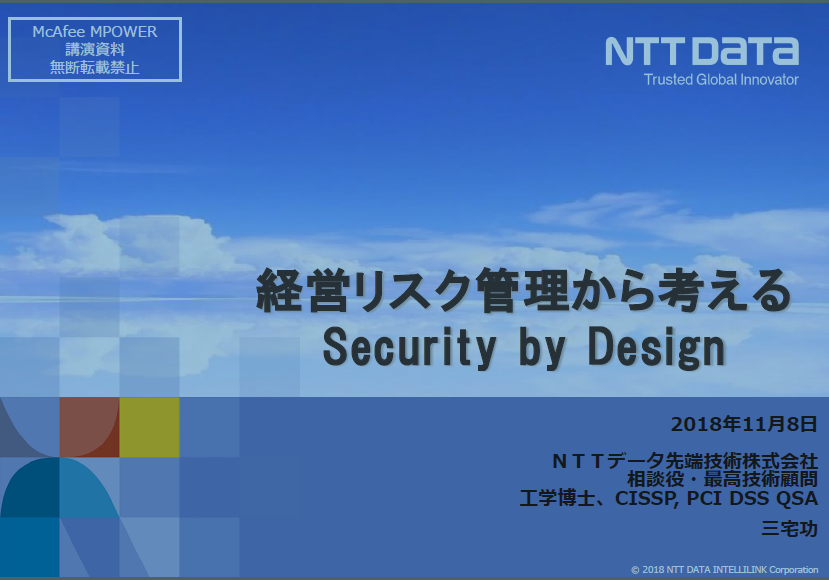 McAfee MPOWER
講演資料
無断転載禁止
NTT DATA
Trusted Global Innovator
経営リスク管理から考える
Security by Design
2018年11月8日
ＮＴＴデータ先端技術株式会社
相談役・最高技術顧問
工学博士、CISSP, PCI DSS QSA
三宅功
© 2018 NTT DATA INTELLILINK Corporation